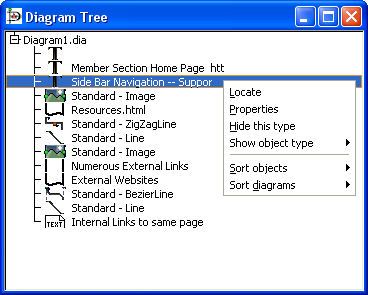 Diagram Tree
Diagram1.dia
T
Member Section Home Page htt
T Side Bar Navigation -- Suppor
Standard - Image
Resources.html
Standard - ZigZagLine
Standard - Line
Standard - Image
Numerous External Links
External Websites
Standard - BezierLine
Standard - Line
TEXT Internal Links to same page
Locate
Properties
Hide this type
Show object type
Sort objects
Sort diagrams